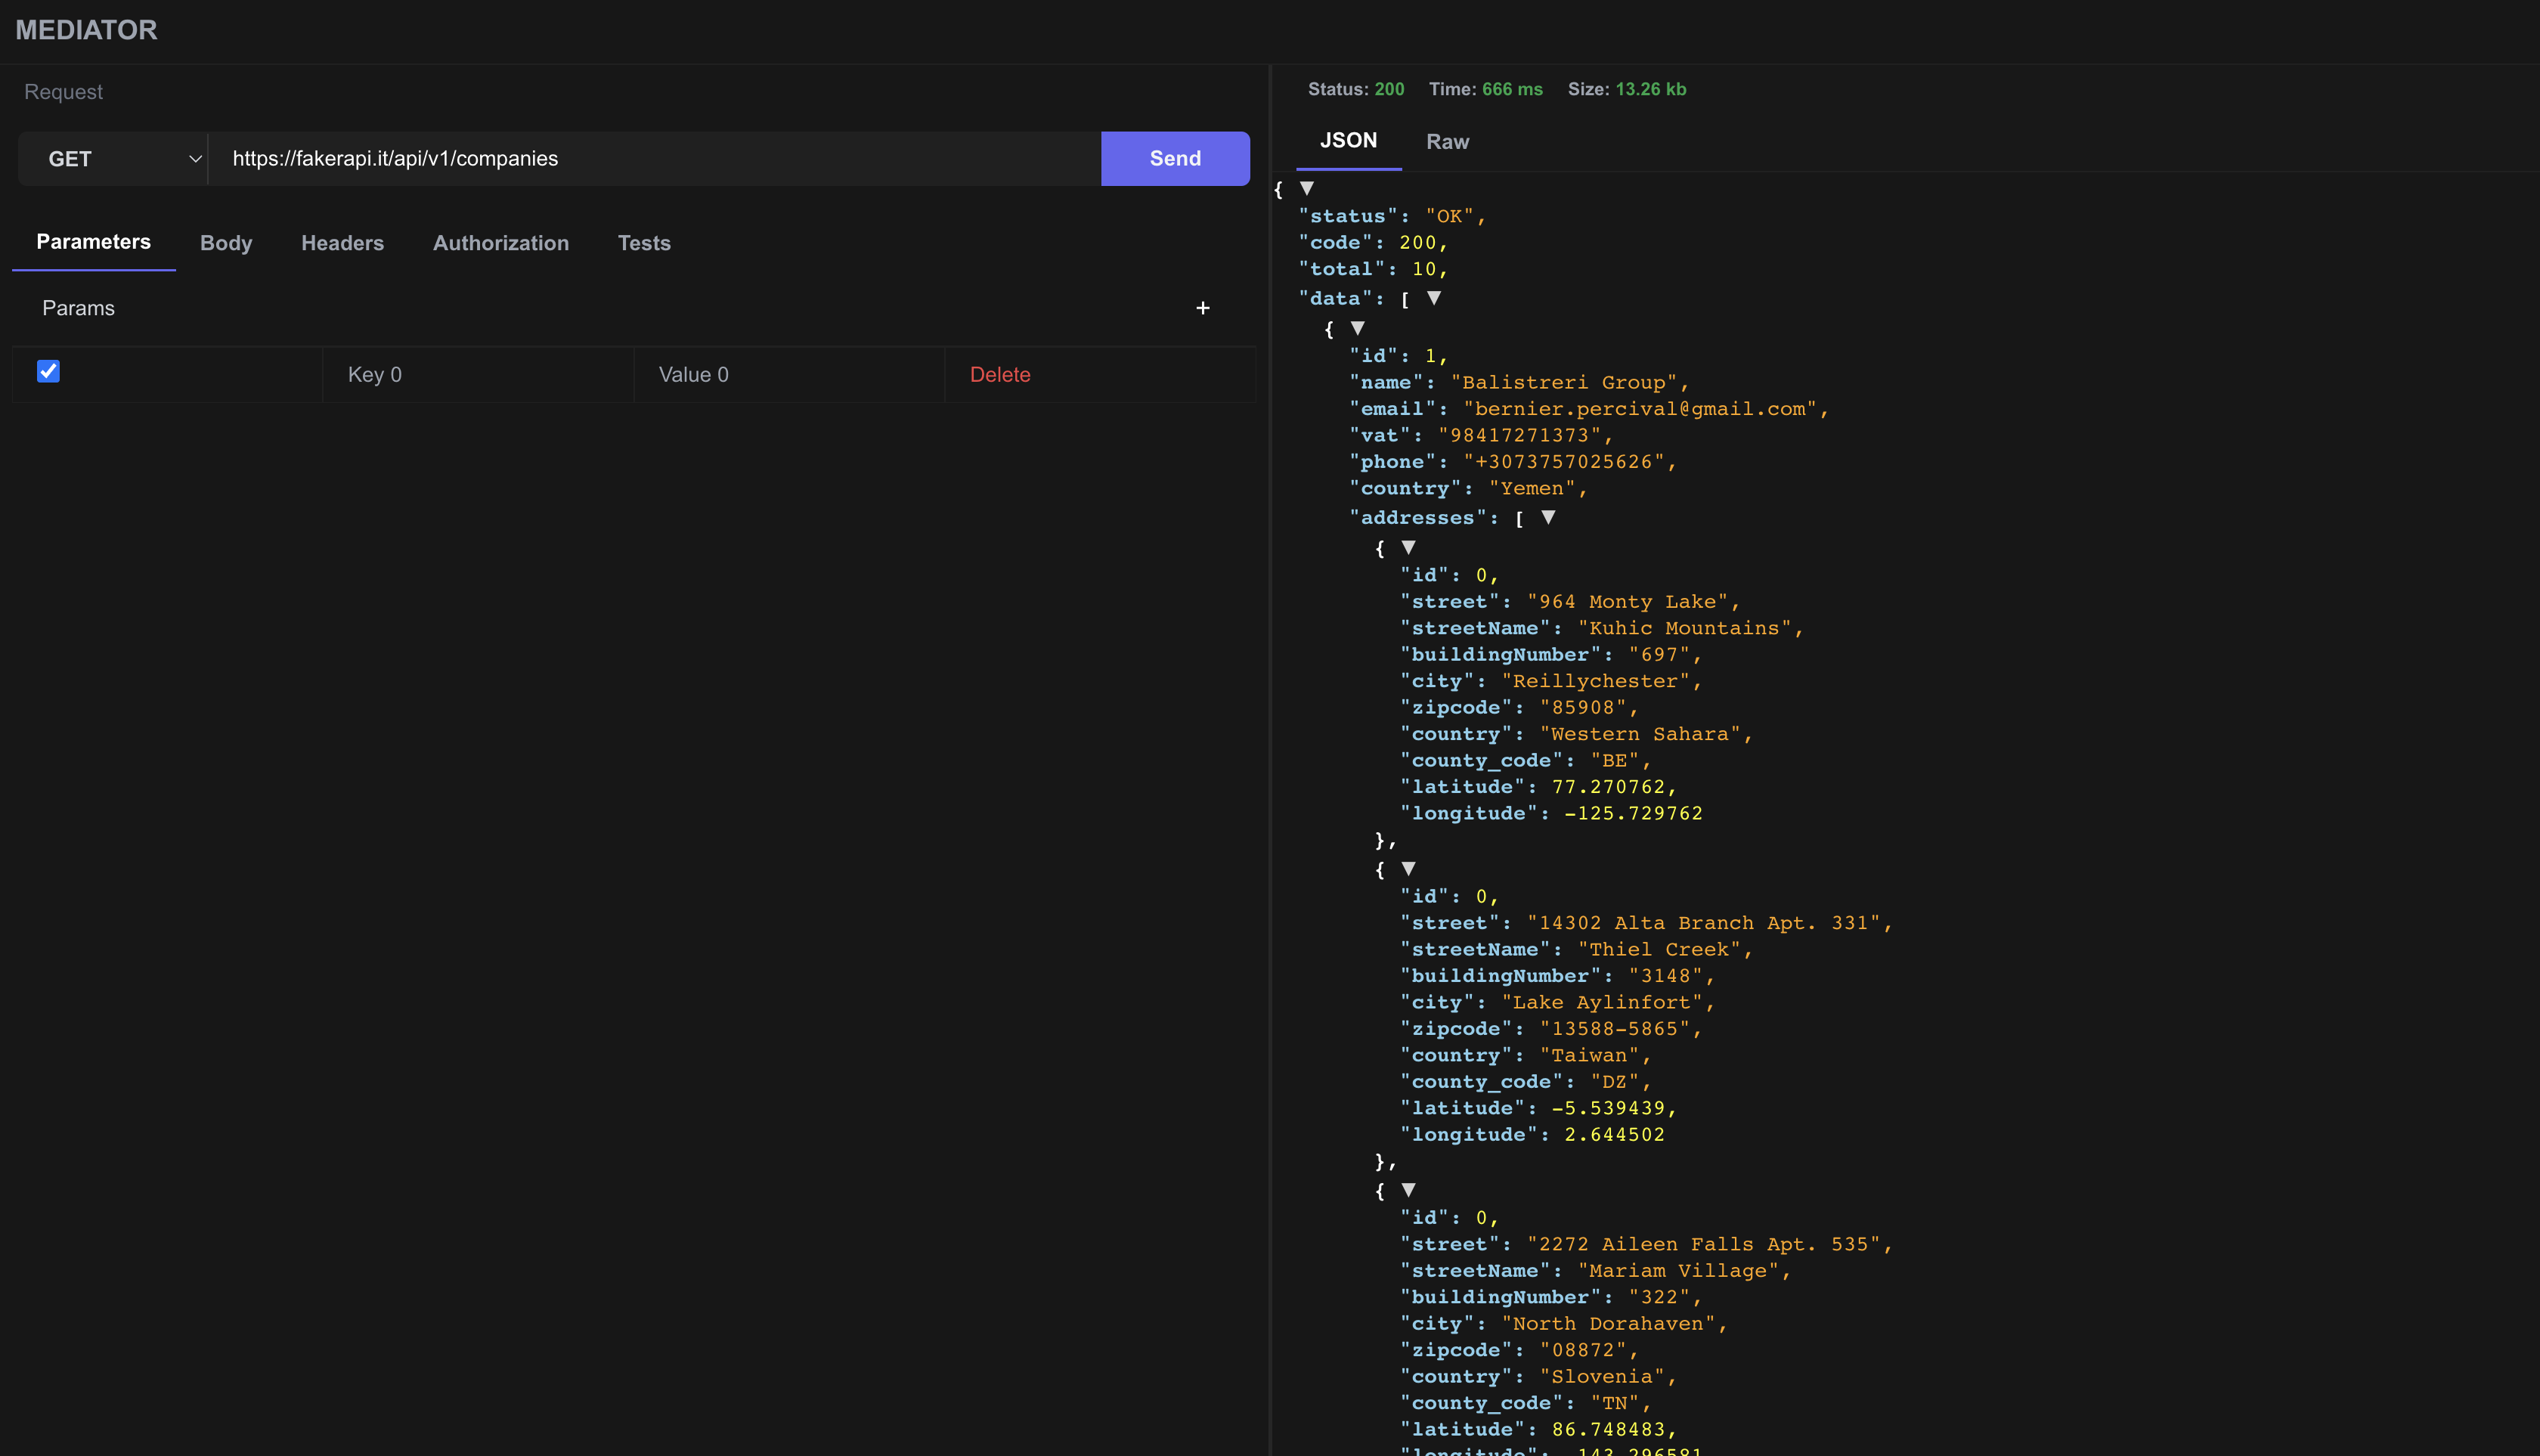 MEDIATOR
Request
GET
https://fakerapi.it/api/v1/companies
Send
Parameters
Body
Headers
Authorization
Tests
Params
+
Key 0
Value 0
Delete
Status: 200
Time: 666 ms
Size: 13.26 kb
JSON
Raw
{ ▼
"status": "OK",
"code": 200,
"total": 10,
"data": [ ▼
{ ▼
"id": 1,
"name": "Balistreri Group",
"email": "bernier.percival@gmail.com",
"vat": "98417271373",
"phone": "+3073757025626",
"country": "Yemen",
"addresses": [ ▼
{ ▼
"id": 0,
"street": "964 Monty Lake",
"streetName": "Kuhic Mountains",
"buildingNumber": "697",
"city": "Reillychester",
"zipcode": "85908",
"country": "Western Sahara",
"county_code": "BE",
"latitude": 77.270762,
"longitude": -125.729762
},
{ ▼
"id": 0,
"street": "14302 Alta Branch Apt. 331",
"streetName": "Thiel Creek",
"buildingNumber": "3148",
"city": "Lake Aylinfort",
"zipcode": "13588-5865",
"country": "Taiwan",
"county_code": "DZ",
"latitude": -5.539439,
"longitude": 2.644502
},
{ ▼
"id": 0,
"street": "2272 Aileen Falls Apt. 535",
"streetName": "Mariam Village",
"buildingNumber": "322",
"city": "North Dorahaven",
"zipcode": "08872",
"country": "Slovenia",
"county_code": "TN",
"latitude": 86.748483,
"longitude":